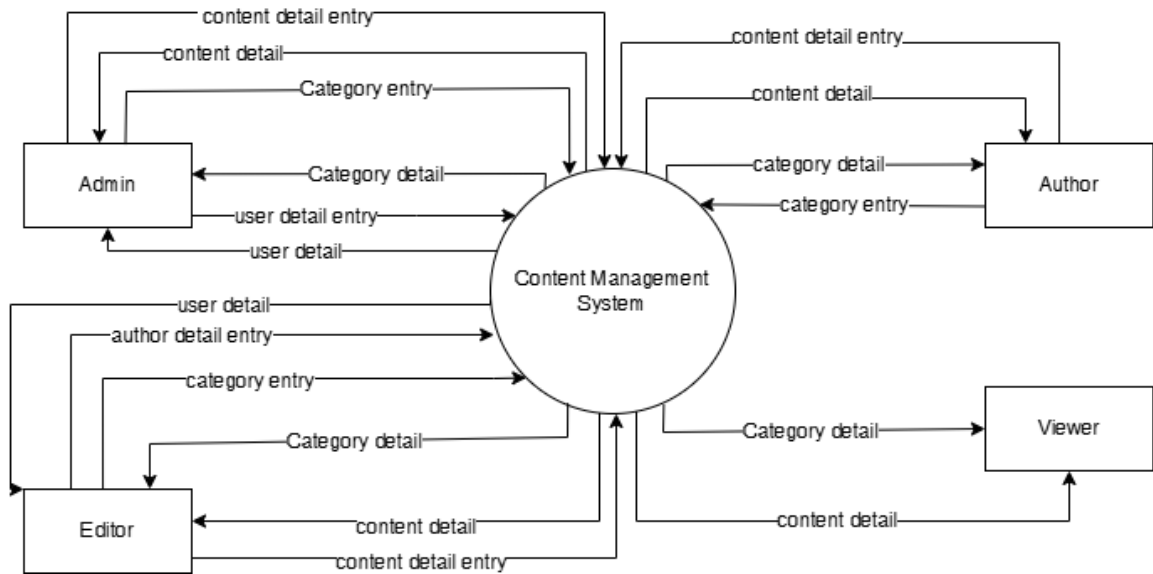 content detail entry
content detail entry
content detail
Category entry
content detail
Admin
Category detail
category detail
Author
user detail entry
category entry
user detail
Content Management
System
user detail
author detail entry
category entry
Category detail
Category detail
Viewer
Editor
content detail
content detail
content detail entry